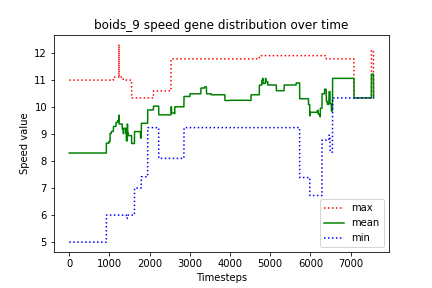 boids_9 speed gene distribution over time
12
11
10
9
8
7
6
5
Speed value
0
1000
2000
3000
4000
5000
6000
7000
Timesteps
max
mean
min